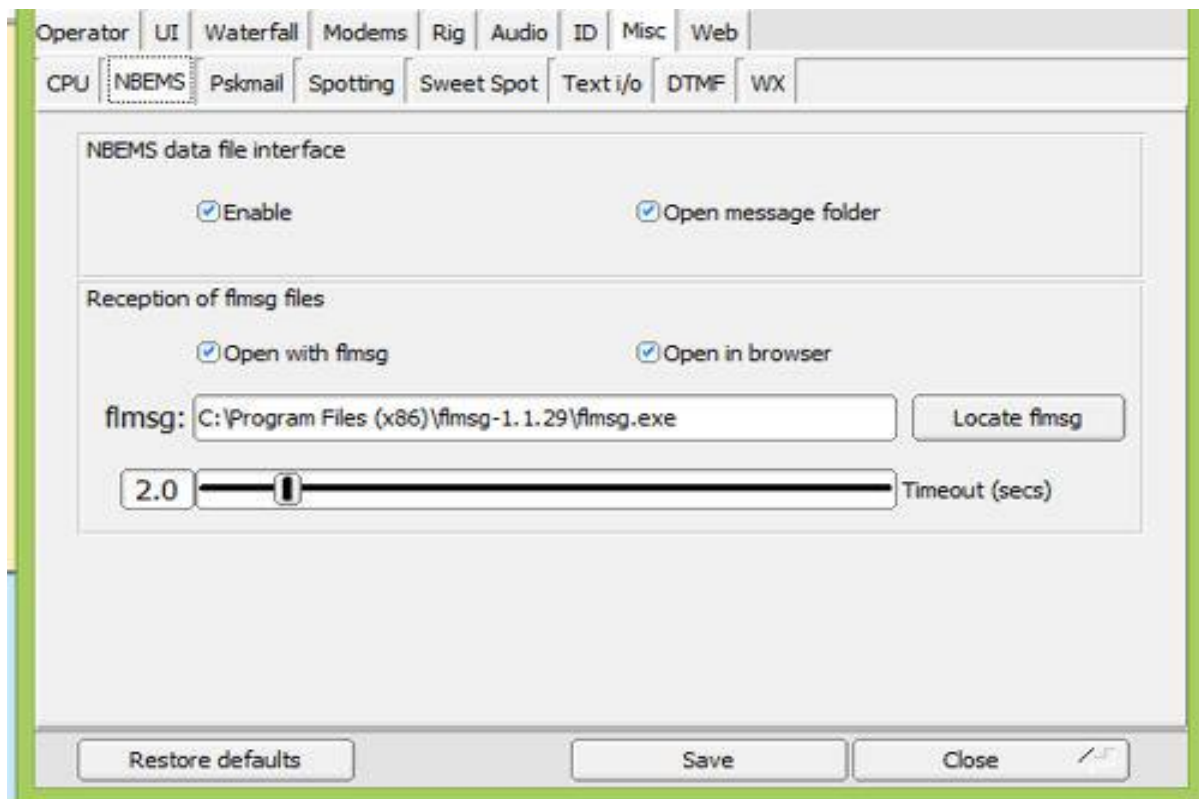 Operator UI Waterfall Modems Rig Audio ID Misc Web
CPU NBEMS Pskmail Spotting Sweet Spot Text i/o DTMF WX
NBEMS data file interface
Enable Open message folder
Reception of flmsg files
Open with flmsg Open in browser
flmsg: C:\Program Files (x86)\flmsg-1.1.29\flmsg.exe Locate flmsg
2.0 Timeout (secs)
Restore defaults Save Close